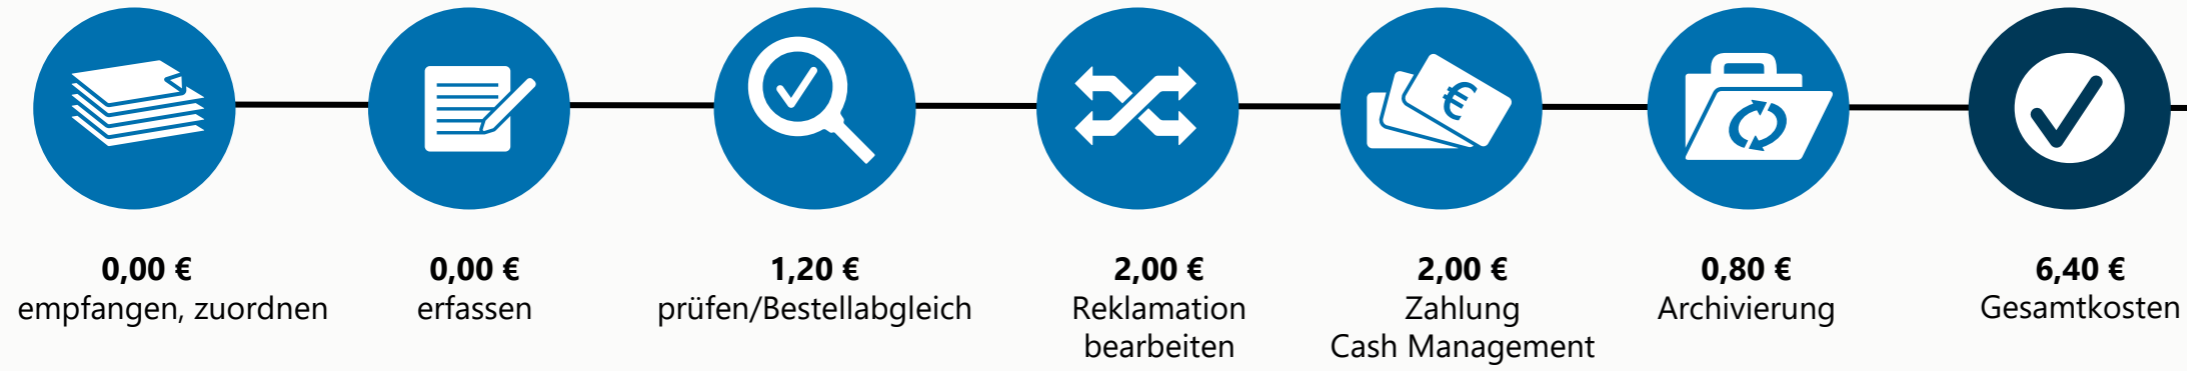 0,00 €
empfangen, zuordnen
0,00 €
erfassen
1,20 €
prüfen/Bestellabgleich
2,00 €
Reklamation
bearbeiten
2,00 €
Zahlung
Cash Management
0,80 €
Archivierung
6,40 €
Gesamtkosten
€